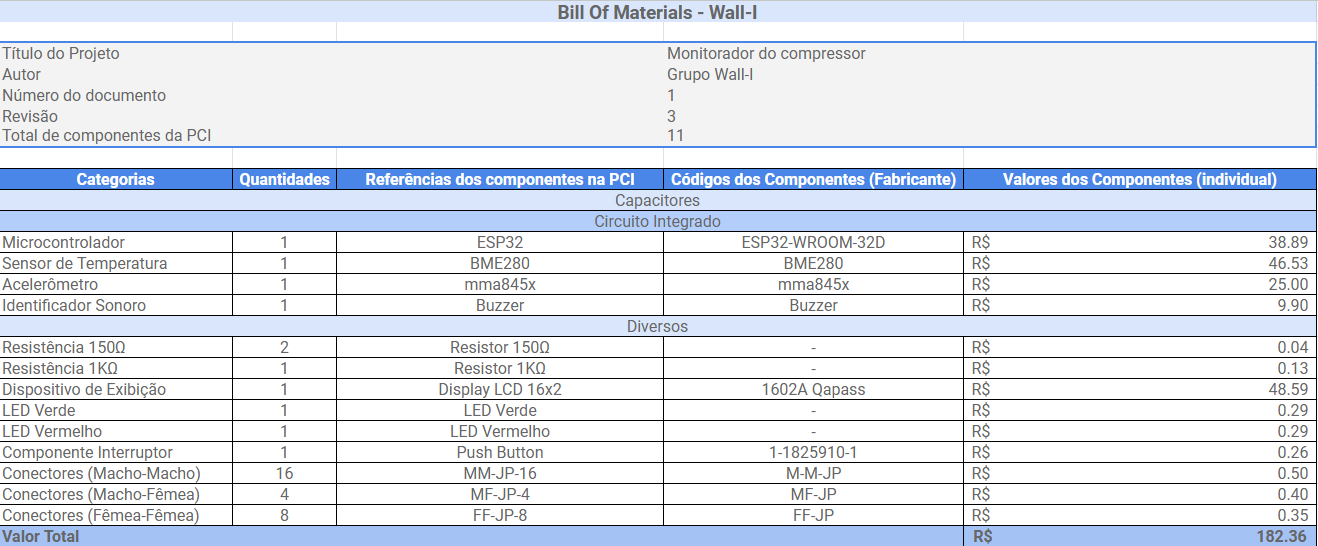 Bill Of Materials - Wall-I
Título do Projeto Monitorador do compressor
Autor Grupo Wall-I
Número do documento 1
Revisão 3
Total de componentes da PCI 11
Categorias Quantidades Referências dos componentes na PCI Códigos dos Componentes (Fabricante) Valores dos Componentes (individual)
Capacitores
Circuito Integrado
Microcontrolador 1 ESP32 ESP32-WROOM-32D R$ 38.89
Sensor de Temperatura 1 BME280 BME280 R$ 46.53
Acelerômetro 1 mma845x mma845x R$ 25.00
Identificador Sonoro 1 Buzzer Buzzer R$ 9.90
Diversos
Resistência 150Ω 2 Resistor 150Ω - R$ 0.04
Resistência 1KΩ 1 Resistor 1KΩ - R$ 0.13
Dispositivo de Exibição 1 Display LCD 16x2 1602A Qapass R$ 48.59
LED Verde 1 LED Verde - R$ 0.29
LED Vermelho 1 LED Vermelho - R$ 0.29
Componente Interruptor 1 Push Button 1-1825910-1 R$ 0.26
Conectores (Macho-Macho) 16 MM-JP-16 M-M-JP R$ 0.50
Conectores (Macho-Fêmea) 4 MF-JP-4 MF-JP R$ 0.40
Conectores (Fêmea-Fêmea) 8 FF-JP-8 FF-JP R$ 0.35
Valor Total R$ 182.36